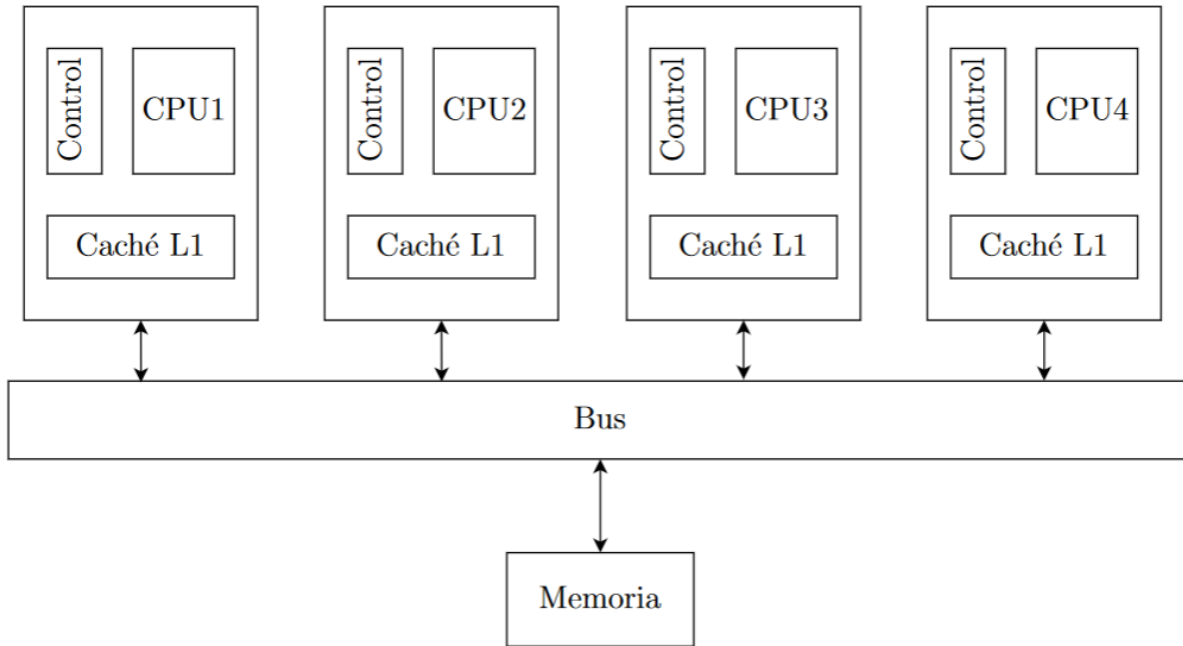 Control
CPU1
Caché L1
Control
CPU2
Caché L1
Control
CPU3
Caché L1
Control
CPU4
Caché L1
Bus
Memoria